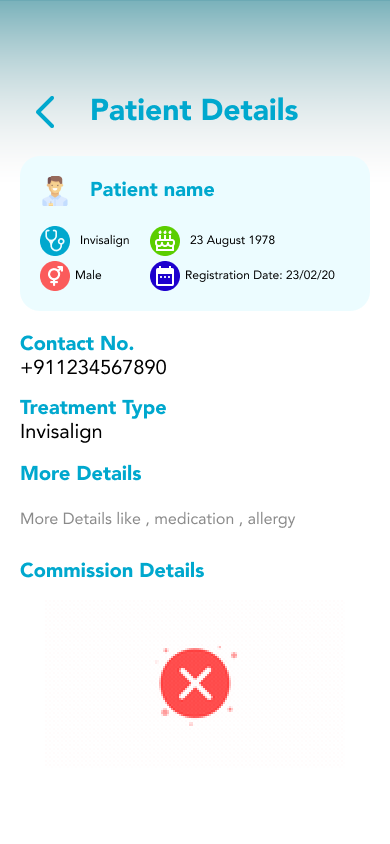 Patient Details
Patient name
Invisalign
23 August 1978
Male
Registration Date: 23/02/20
Contact No.
+911234567890
Treatment Type
Invisalign
More Details
More Details like , medication , allergy
Commission Details